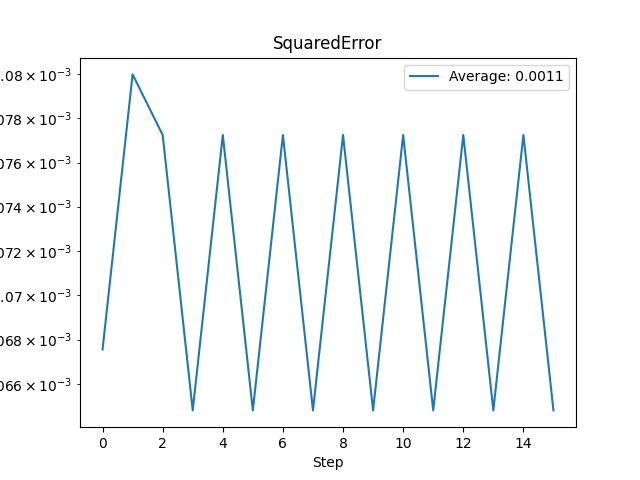 SquaredError
Average: 0.0011
.08 × 10⁻³
078 × 10⁻³
076 × 10⁻³
074 × 10⁻³
072 × 10⁻³
.07 × 10⁻³
068 × 10⁻³
066 × 10⁻³
0 2 4 6 8 10 12 14
Step